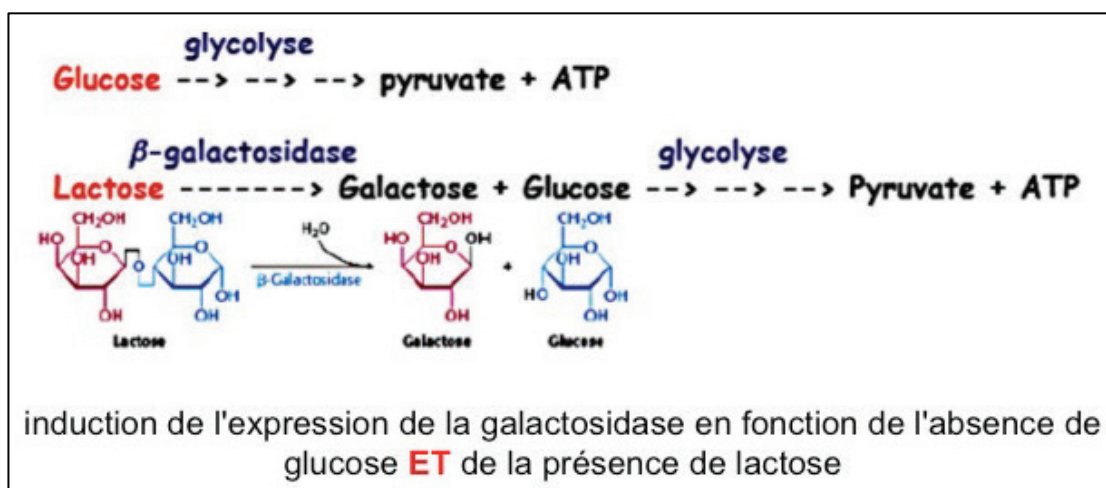 glycolyse
Glucose --> --> --> pyruvate + ATP
β-galactosidase glycolyse
Lactose -------> Galactose + Glucose --> --> --> Pyruvate + ATP
CH₂OH CH₂OH H₂O CH₂OH CH₂OH
HO O O HO O OH O
OH O OH OH + OH
β-Galactosidase
OH HO OH
OH OH OH OH
Lactose Galactose Glucose
induction de l'expression de la galactosidase en fonction de l'absence de
glucose ET de la présence de lactose